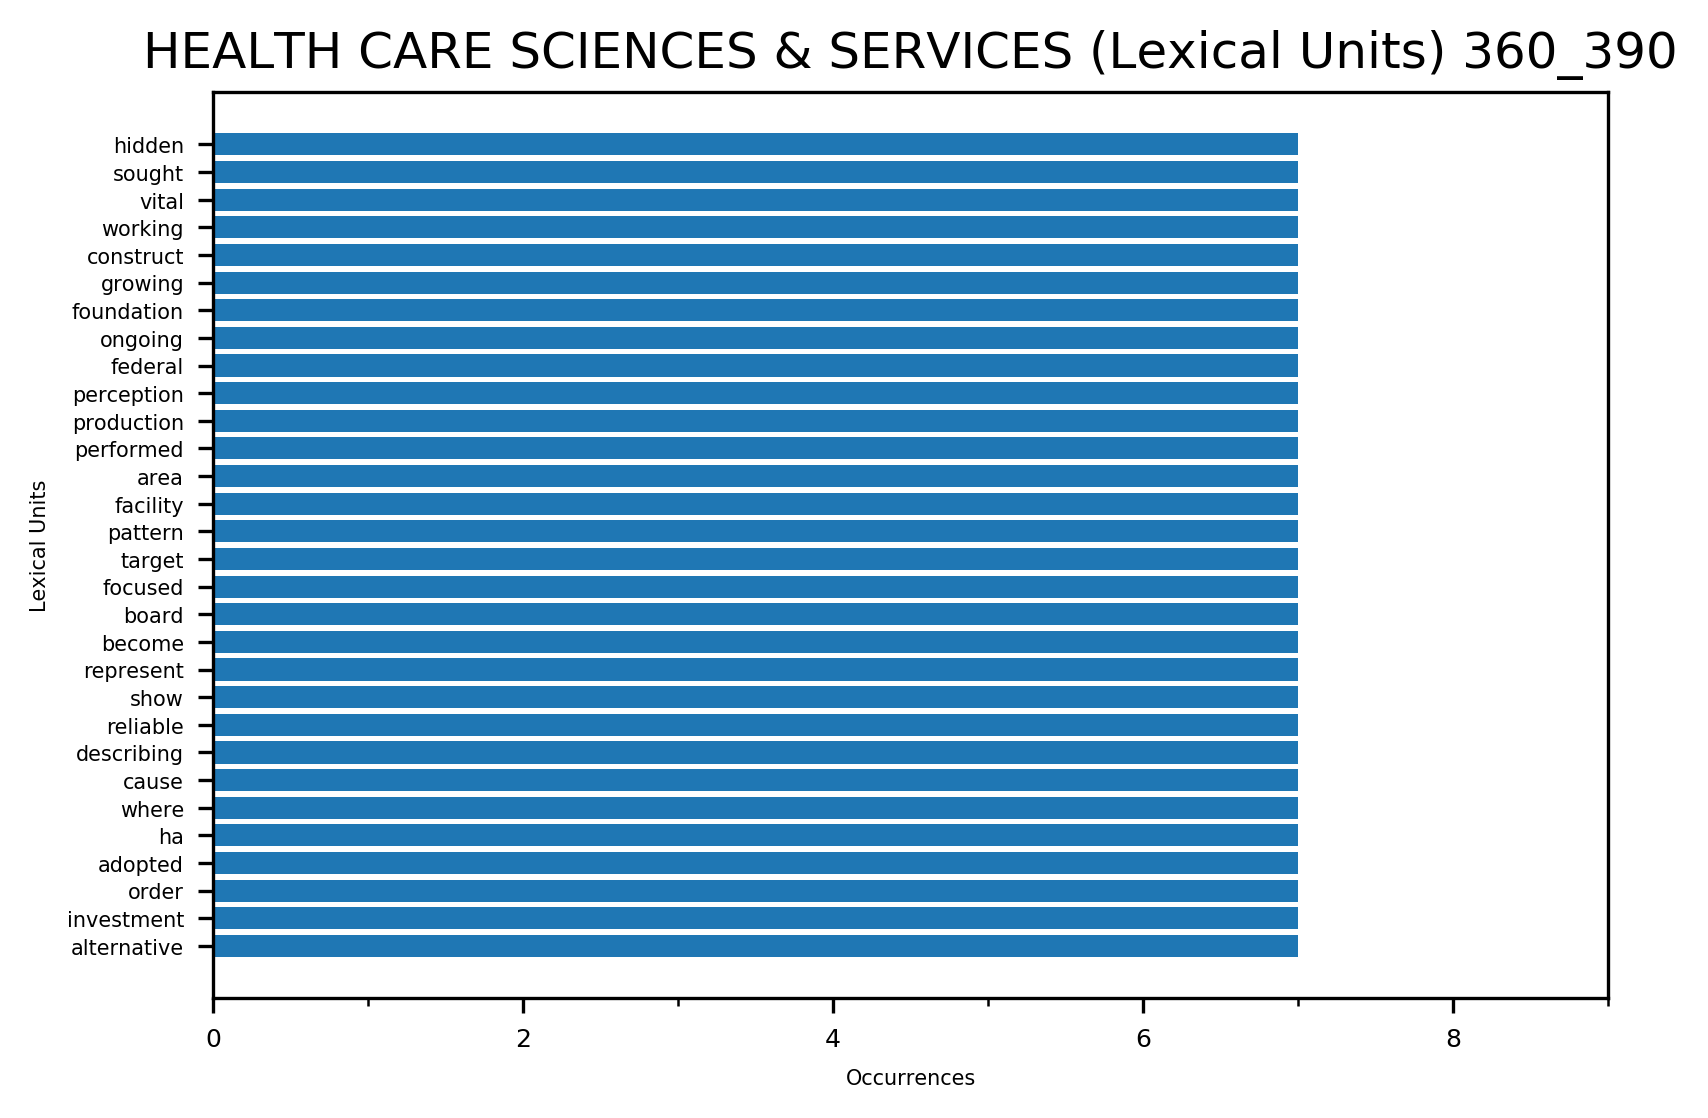 HEALTH CARE SCIENCES & SERVICES (Lexical Units) 360_390
hidden
sought
vital
working
construct
growing
foundation
ongoing
federal
perception
production
performed
area
facility
pattern
target
focused
board
become
represent
show
reliable
describing
cause
where
ha
adopted
order
investment
alternative
Lexical Units
0 2 4 6 8
Occurrences